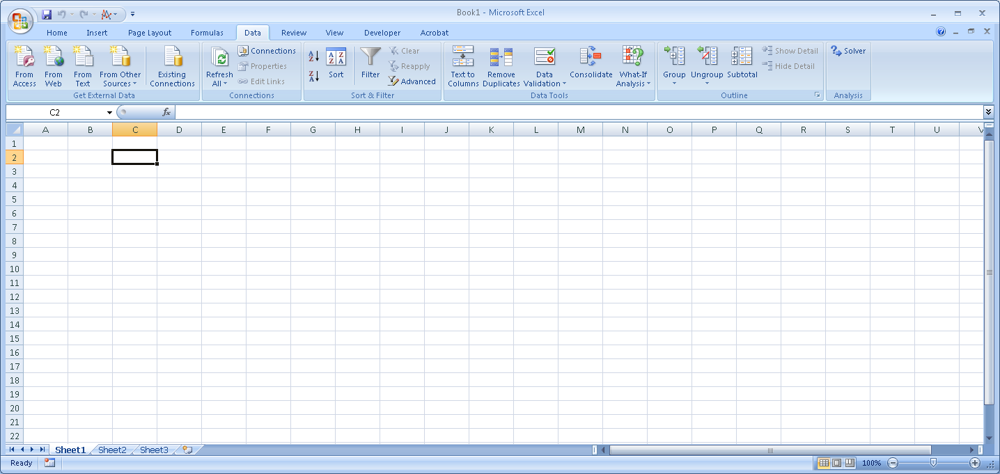 Book1 - Microsoft Excel
Home Insert Page Layout Formulas Data Review View Developer Acrobat
From Access
From Web
From Text
From Other Sources
Existing Connections
Get External Data
Refresh All
Connections
Properties
Edit Links
Connections
A Z
Z A
A Z Z A
Sort
Filter
Clear
Reapply
Advanced
Sort & Filter
Text to Columns
Remove Duplicates
Data Validation
Consolidate
What-If Analysis
Data Tools
Group
Ungroup
Subtotal
Show Detail
Hide Detail
Outline
Solver
Analysis
C2 fx
A B C D E F G H I J K L M N O P Q R S T U V
1
2
3
4
5
6
7
8
9
10
11
12
13
14
15
16
17
18
19
20
21
22
Sheet1 Sheet2 Sheet3
Ready 100%